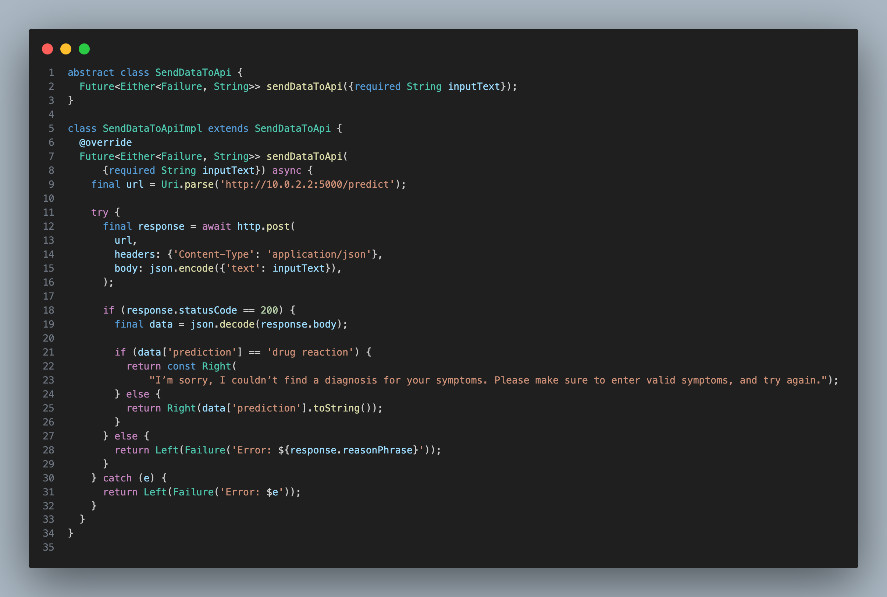 1 abstract class SendDataToApi {
2   Future<Either<Failure, String>> sendDataToApi({required String inputText});
3 }
4
5 class SendDataToApiImpl extends SendDataToApi {
6   @override
7   Future<Either<Failure, String>> sendDataToApi(
8       {required String inputText}) async {
9     final url = Uri.parse('http://10.0.2.2:5000/predict');
10
11     try {
12       final response = await http.post(
13         url,
14         headers: {'Content-Type': 'application/json'},
15         body: json.encode({'text': inputText}),
16       );
17
18       if (response.statusCode == 200) {
19         final data = json.decode(response.body);
20
21         if (data['prediction'] == 'drug reaction') {
22           return const Right(
23               "I’m sorry, I couldn’t find a diagnosis for your symptoms. Please make sure to enter valid symptoms, and try again.");
24         } else {
25           return Right(data['prediction'].toString());
26         }
27       } else {
28         return Left(Failure('Error: ${response.reasonPhrase}'));
29       }
30     } catch (e) {
31       return Left(Failure('Error: $e'));
32     }
33   }
34 }
35